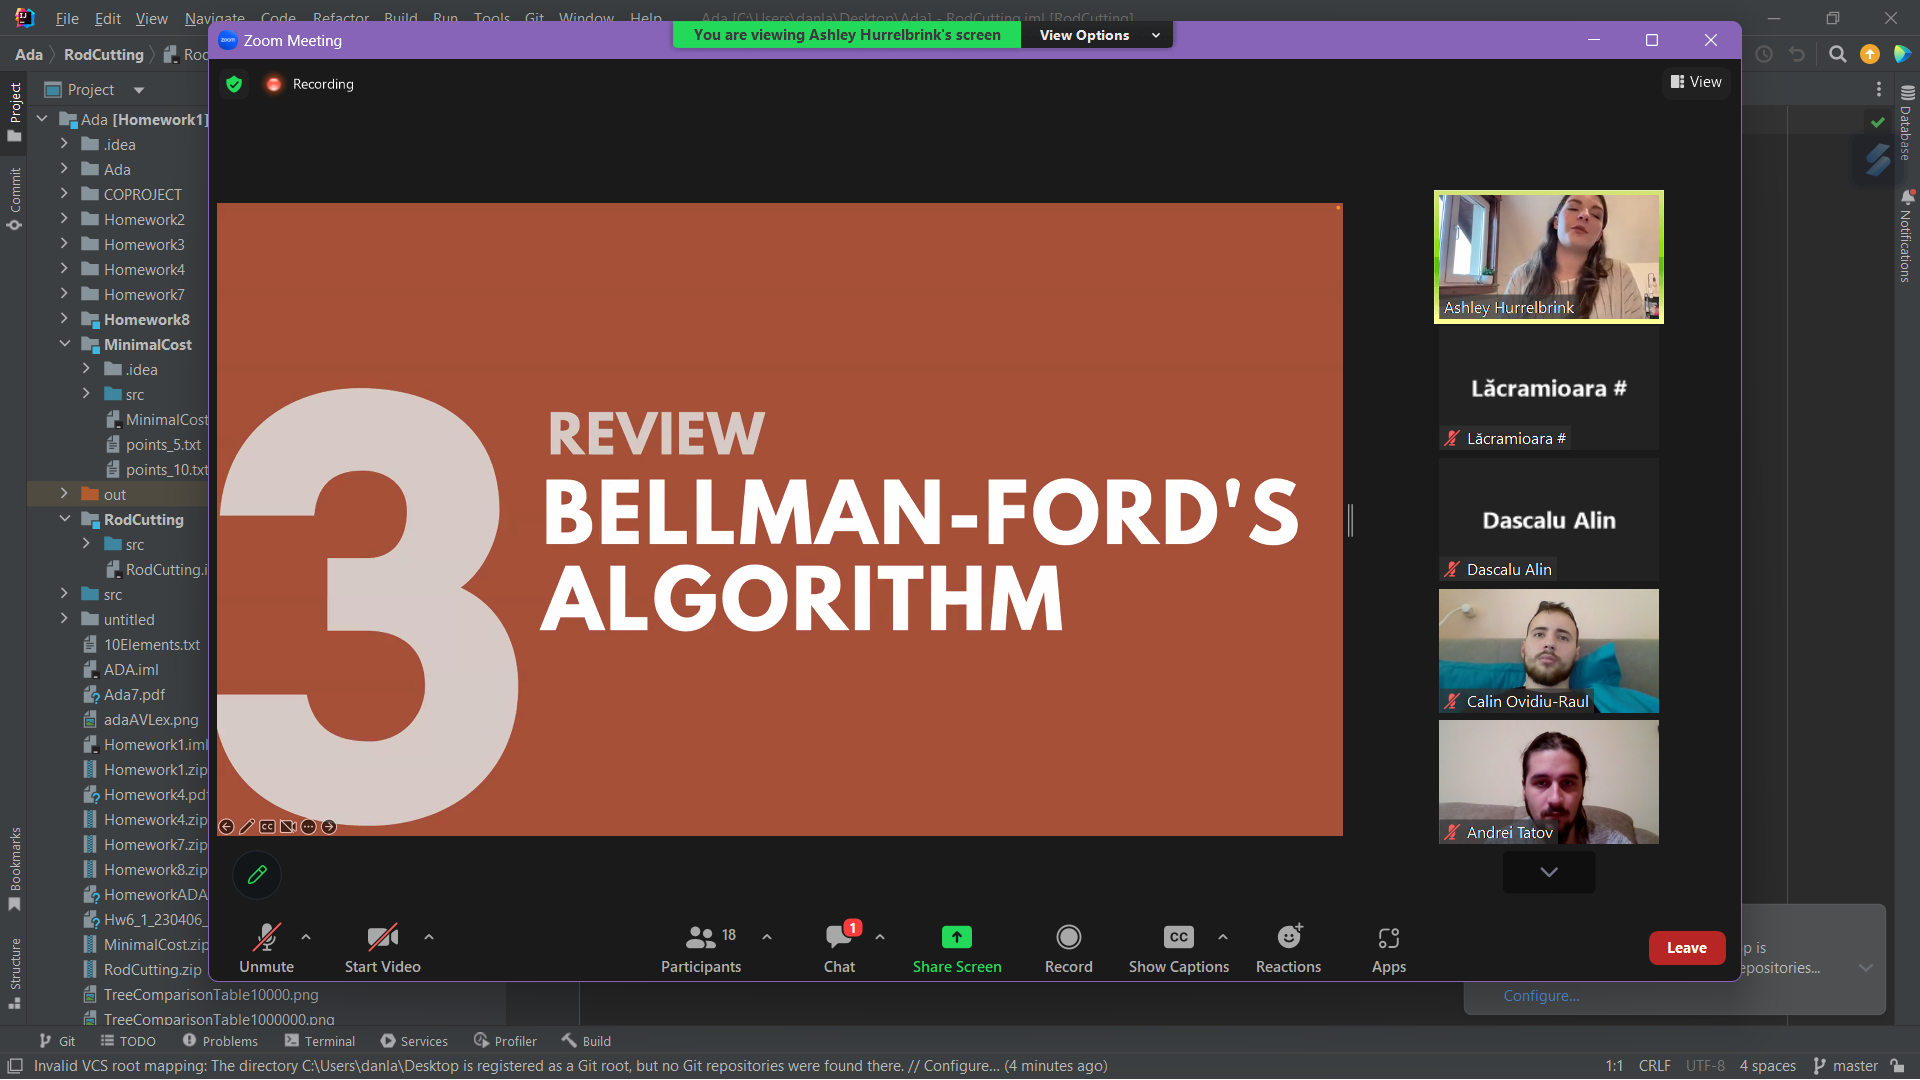 File Edit View Navigate Code Refactor Build Run Tools Git Window Help Ada [C:\Users\danla\Desktop\Ada] - RodCutting.iml [RodCutting]
Ada RodCutting Roc
Project
Ada [Homework1]
.idea
Ada
COPROJECT
Homework2
Homework3
Homework4
Homework7
Homework8
MinimalCost
.idea
src
MinimalCost
points_5.txt
points_10.txt
out
RodCutting
src
RodCutting.i
src
untitled
10Elements.txt
ADA.iml
Ada7.pdf
adaAVLex.png
Homework1.iml
Homework1.zip
Homework4.pdf
Homework4.zip
Homework7.zip
Homework8.zip
HomeworkADA
Hw6_1_230406_
MinimalCost.zip
RodCutting.zip
TreeComparisonTable10000.png
TreeComparisonTable1000000.png
Project
Commit
Bookmarks
Structure
zoom Zoom Meeting
You are viewing Ashley Hurrelbrink's screen View Options
Recording
View
3
REVIEW
BELLMAN-FORD'S
ALGORITHM
CC
Ashley Hurrelbrink
Lăcramioara #
Lăcramioara #
Dascalu Alin
Dascalu Alin
Calin Ovidiu-Raul
Andrei Tatov
18
1
CC
Unmute Start Video Participants Chat Share Screen Record Show Captions Reactions Apps
Leave
Database
Notifications
p is
epositories...
Configure...
Git TODO Problems Terminal Services Profiler Build
Invalid VCS root mapping: The directory C:\Users\danla\Desktop is registered as a Git root, but no Git repositories were found there. // Configure... (4 minutes ago)
1:1 CRLF UTF-8 4 spaces master